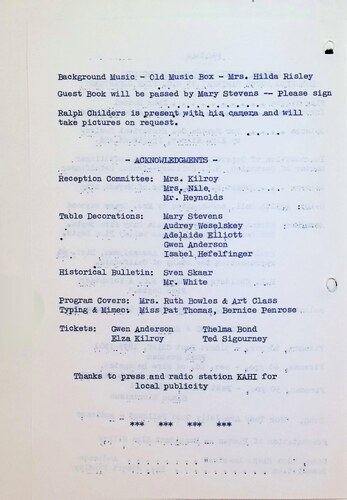 Background Music - Old Music Box - Mrs. Hilda Risley
Guest Book will be passed by Mary Stevens -- Please sign
Ralph Childers is present with his camera and will
take pictures on request.
- ACKNOWLEDGMENTS -
Reception Committee: Mrs. Kilroy
Mrs. Nile
Mr. Reynolds
Table Decorations: Mary Stevens
Audrey Weselskey
Adelaide Elliott
Gwen Anderson
Isabel Hefelfinger
Historical Bulletin: Sven Skaar
Mr. White
Program Covers: Mrs. Ruth Bowles & Art Class
Typing & Mimeo: Miss Pat Thomas, Bernice Penrose
Tickets: Gwen Anderson Thelma Bond
Elza Kilroy Ted Sigourney
Thanks to press and radio station KAHI for
local publicity
*** *** *** ***